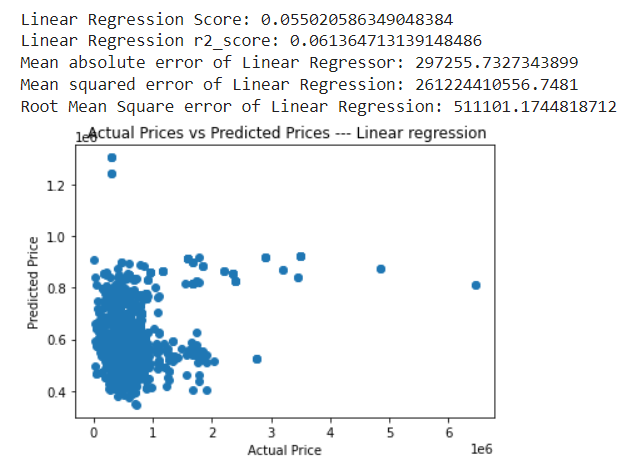 Linear Regression Score: 0.055020586349048384
Linear Regression r2_score: 0.061364713139148486
Mean absolute error of Linear Regressor: 297255.7327343899
Mean squared error of Linear Regression: 261224410556.7481
Root Mean Square error of Linear Regression: 511101.1744818712
Actual Prices vs Predicted Prices --- Linear regression
1e6
1.2
1.0
0.8
0.6
0.4
Predicted Price
0 1 2 3 4 5 6
1e6
Actual Price